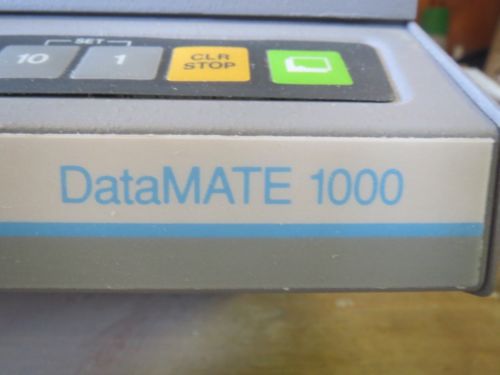 SET
10 1 CLR
STOP
DataMATE 1000